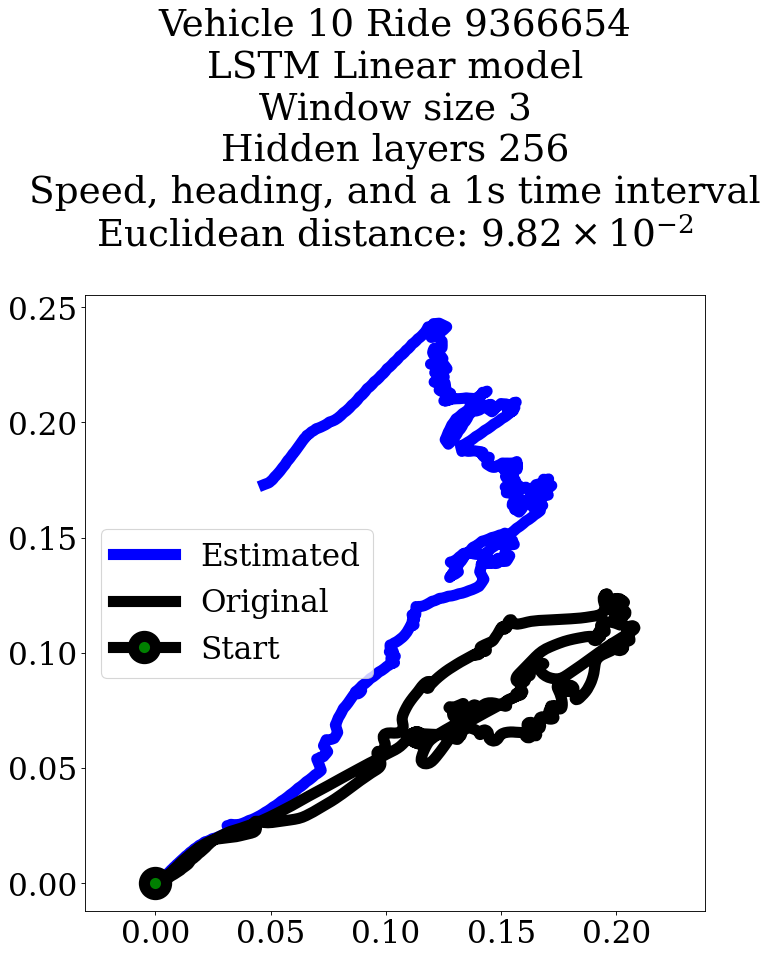 Vehicle 10 Ride 9366654
LSTM Linear model
Window size 3
Hidden layers 256
Speed, heading, and a 1s time interval
Euclidean distance: 9.82 × 10⁻²
0.25
0.20
0.15
0.10
0.05
0.00
Estimated
Original
Start
0.00 0.05 0.10 0.15 0.20